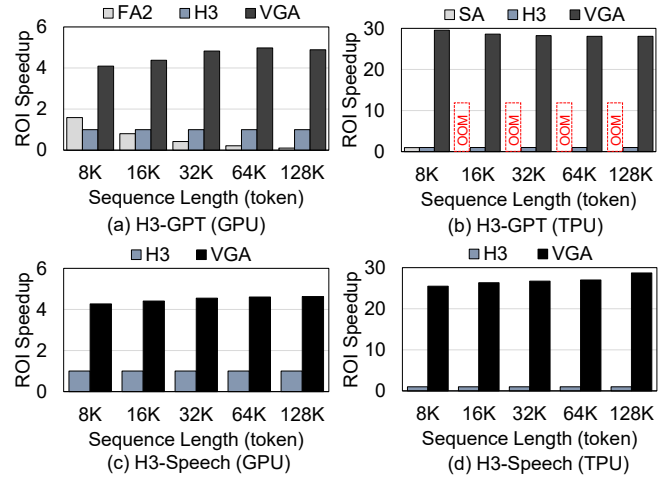 FA2 H3 VGA
ROI Speedup
6
4
2
0
8K 16K 32K 64K 128K
Sequence Length (token)
(a) H3-GPT (GPU)
SA H3 VGA
ROI Speedup
30
20
10
0
OOM OOM OOM OOM
8K 16K 32K 64K 128K
Sequence Length (token)
(b) H3-GPT (TPU)
H3 VGA
ROI Speedup
6
4
2
0
8K 16K 32K 64K 128K
Sequence Length (token)
(c) H3-Speech (GPU)
H3 VGA
ROI Speedup
30
20
10
0
8K 16K 32K 64K 128K
Sequence Length (token)
(d) H3-Speech (TPU)